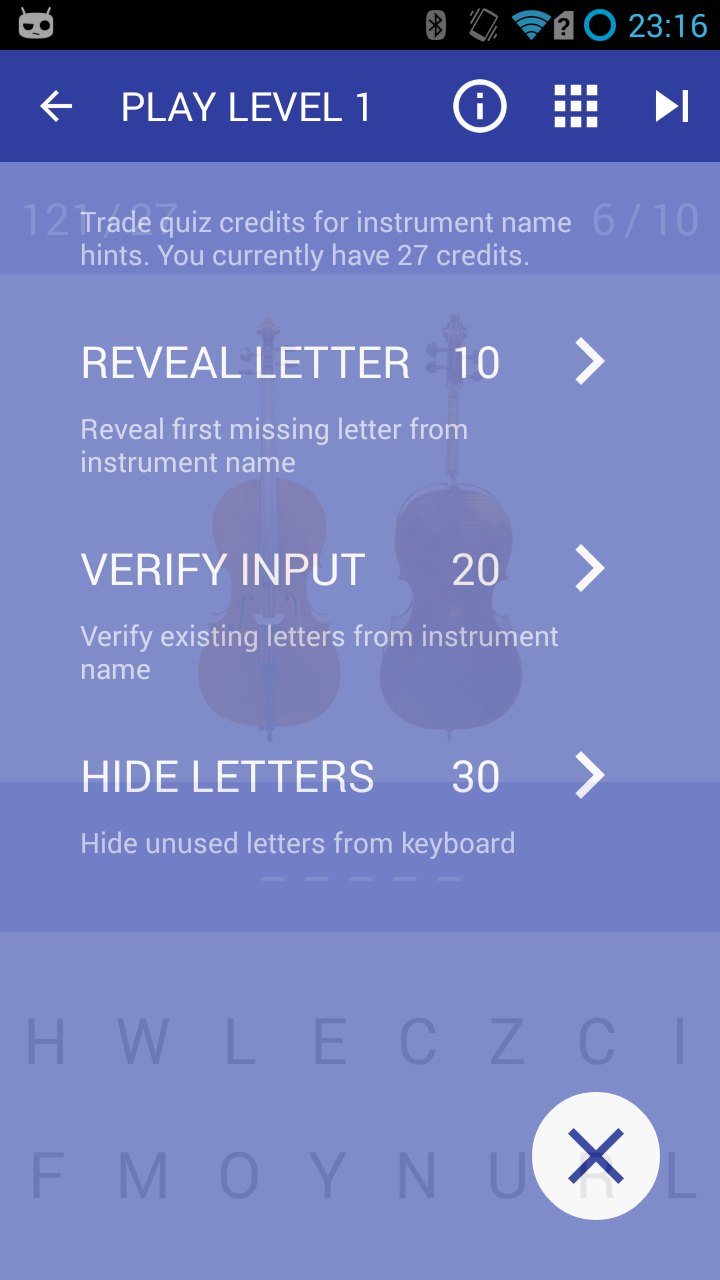 23:16
PLAY LEVEL 1
121/27
6/10
Trade quiz credits for instrument name
hints. You currently have 27 credits.
REVEAL LETTER 10
Reveal first missing letter from
instrument name
VERIFY INPUT 20
Verify existing letters from instrument
name
HIDE LETTERS 30
Hide unused letters from keyboard
H W L E C Z C I
F M O Y N U R L